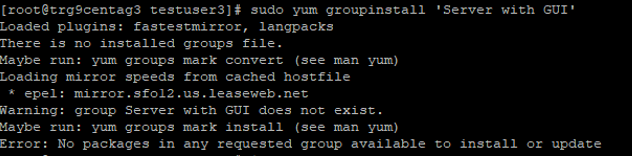 [root@trg9centag3 testuser3]# sudo yum groupinstall 'Server with GUI'
Loaded plugins: fastestmirror, langpacks
There is no installed groups file.
Maybe run: yum groups mark convert (see man yum)
Loading mirror speeds from cached hostfile
 * epel: mirror.sfo12.us.leaseweb.net
Warning: group Server with GUI does not exist.
Maybe run: yum groups mark install (see man yum)
Error: No packages in any requested group available to install or update